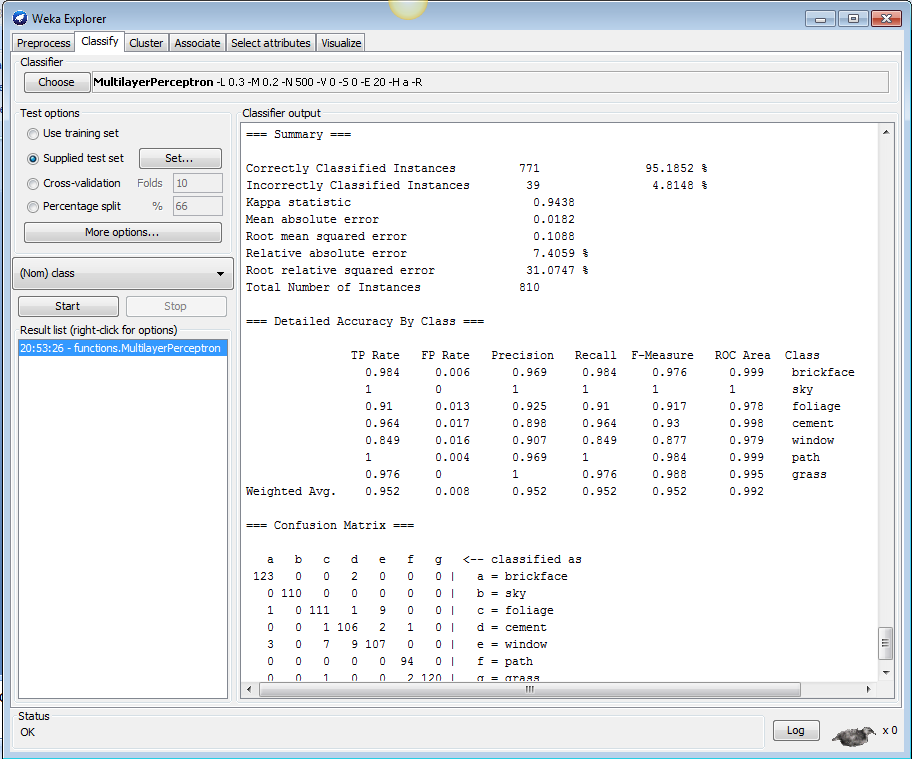 Weka Explorer
Preprocess Classify Cluster Associate Select attributes Visualize
Classifier
Choose MultilayerPerceptron -L 0.3 -M 0.2 -N 500 -V 0 -S 0 -E 20 -H a -R
Test options
Use training set
Supplied test set Set...
Cross-validation Folds 10
Percentage split % 66
More options...
(Nom) class
Start Stop
Result list (right-click for options)
20:53:26 - functions.MultilayerPerceptron
Classifier output
=== Summary ===
Correctly Classified Instances 771 95.1852 %
Incorrectly Classified Instances 39 4.8148 %
Kappa statistic 0.9438
Mean absolute error 0.0182
Root mean squared error 0.1088
Relative absolute error 7.4059 %
Root relative squared error 31.0747 %
Total Number of Instances 810
=== Detailed Accuracy By Class ===
TP Rate FP Rate Precision Recall F-Measure ROC Area Class
0.984 0.006 0.969 0.984 0.976 0.999 brickface
1 0 1 1 1 1 sky
0.91 0.013 0.925 0.91 0.917 0.978 foliage
0.964 0.017 0.898 0.964 0.93 0.998 cement
0.849 0.016 0.907 0.849 0.877 0.979 window
1 0.004 0.969 1 0.984 0.999 path
0.976 0 1 0.976 0.988 0.995 grass
Weighted Avg. 0.952 0.008 0.952 0.952 0.952 0.992
=== Confusion Matrix ===
a b c d e f g <-- classified as
123 0 0 2 0 0 0 | a = brickface
0 110 0 0 0 0 0 | b = sky
1 0 111 1 9 0 0 | c = foliage
0 0 1 106 2 1 0 | d = cement
3 0 7 9 107 0 0 | e = window
0 0 0 0 0 94 0 | f = path
0 0 1 0 0 2 120 | g = grass
Status
OK
Log x 0